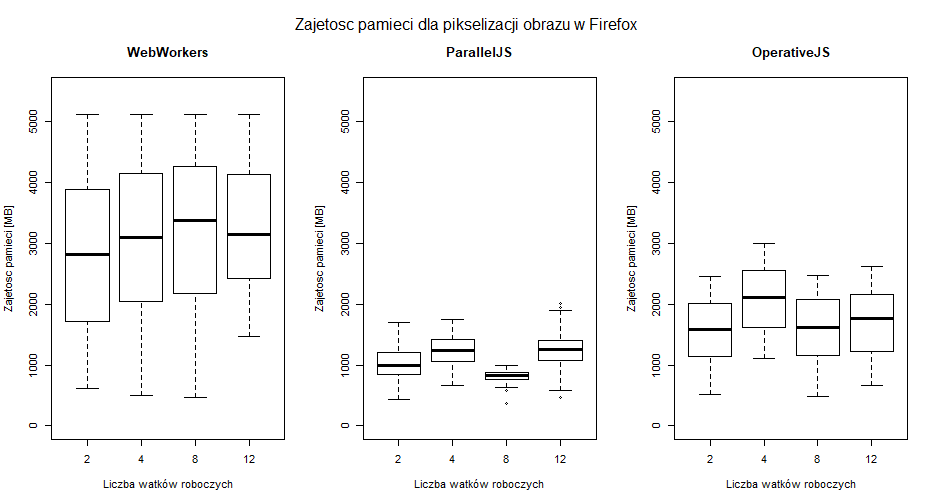 Zajetosc pamieci dla pikselizacji obrazu w Firefox
WebWorkers
Zajetosc pamieci [MB]
5000
4000
3000
2000
1000
0
2 4 8 12
Liczba watków roboczych
ParallelJS
Zajetosc pamieci [MB]
5000
4000
3000
2000
1000
0
2 4 8 12
Liczba watków roboczych
OperativeJS
Zajetosc pamieci [MB]
5000
4000
3000
2000
1000
0
2 4 8 12
Liczba watków roboczych